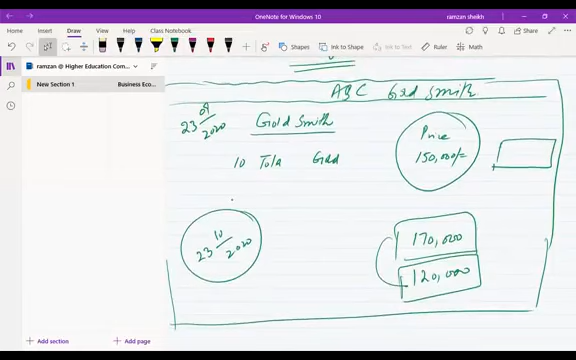 OneNote for Windows 10
ramzan sheikh
Home Insert Draw View Help Class Notebook
Shapes Ink to Shape Ink to Text Ruler Math
ramzan @ Higher Education Com...
New Section 1
Business Eco...
ABC Gold Smith
23 09/2020
Gold Smith
10 Tola Gold
Price
150,000/=
23 10/2020
170,000
120,000
+ Add section + Add page